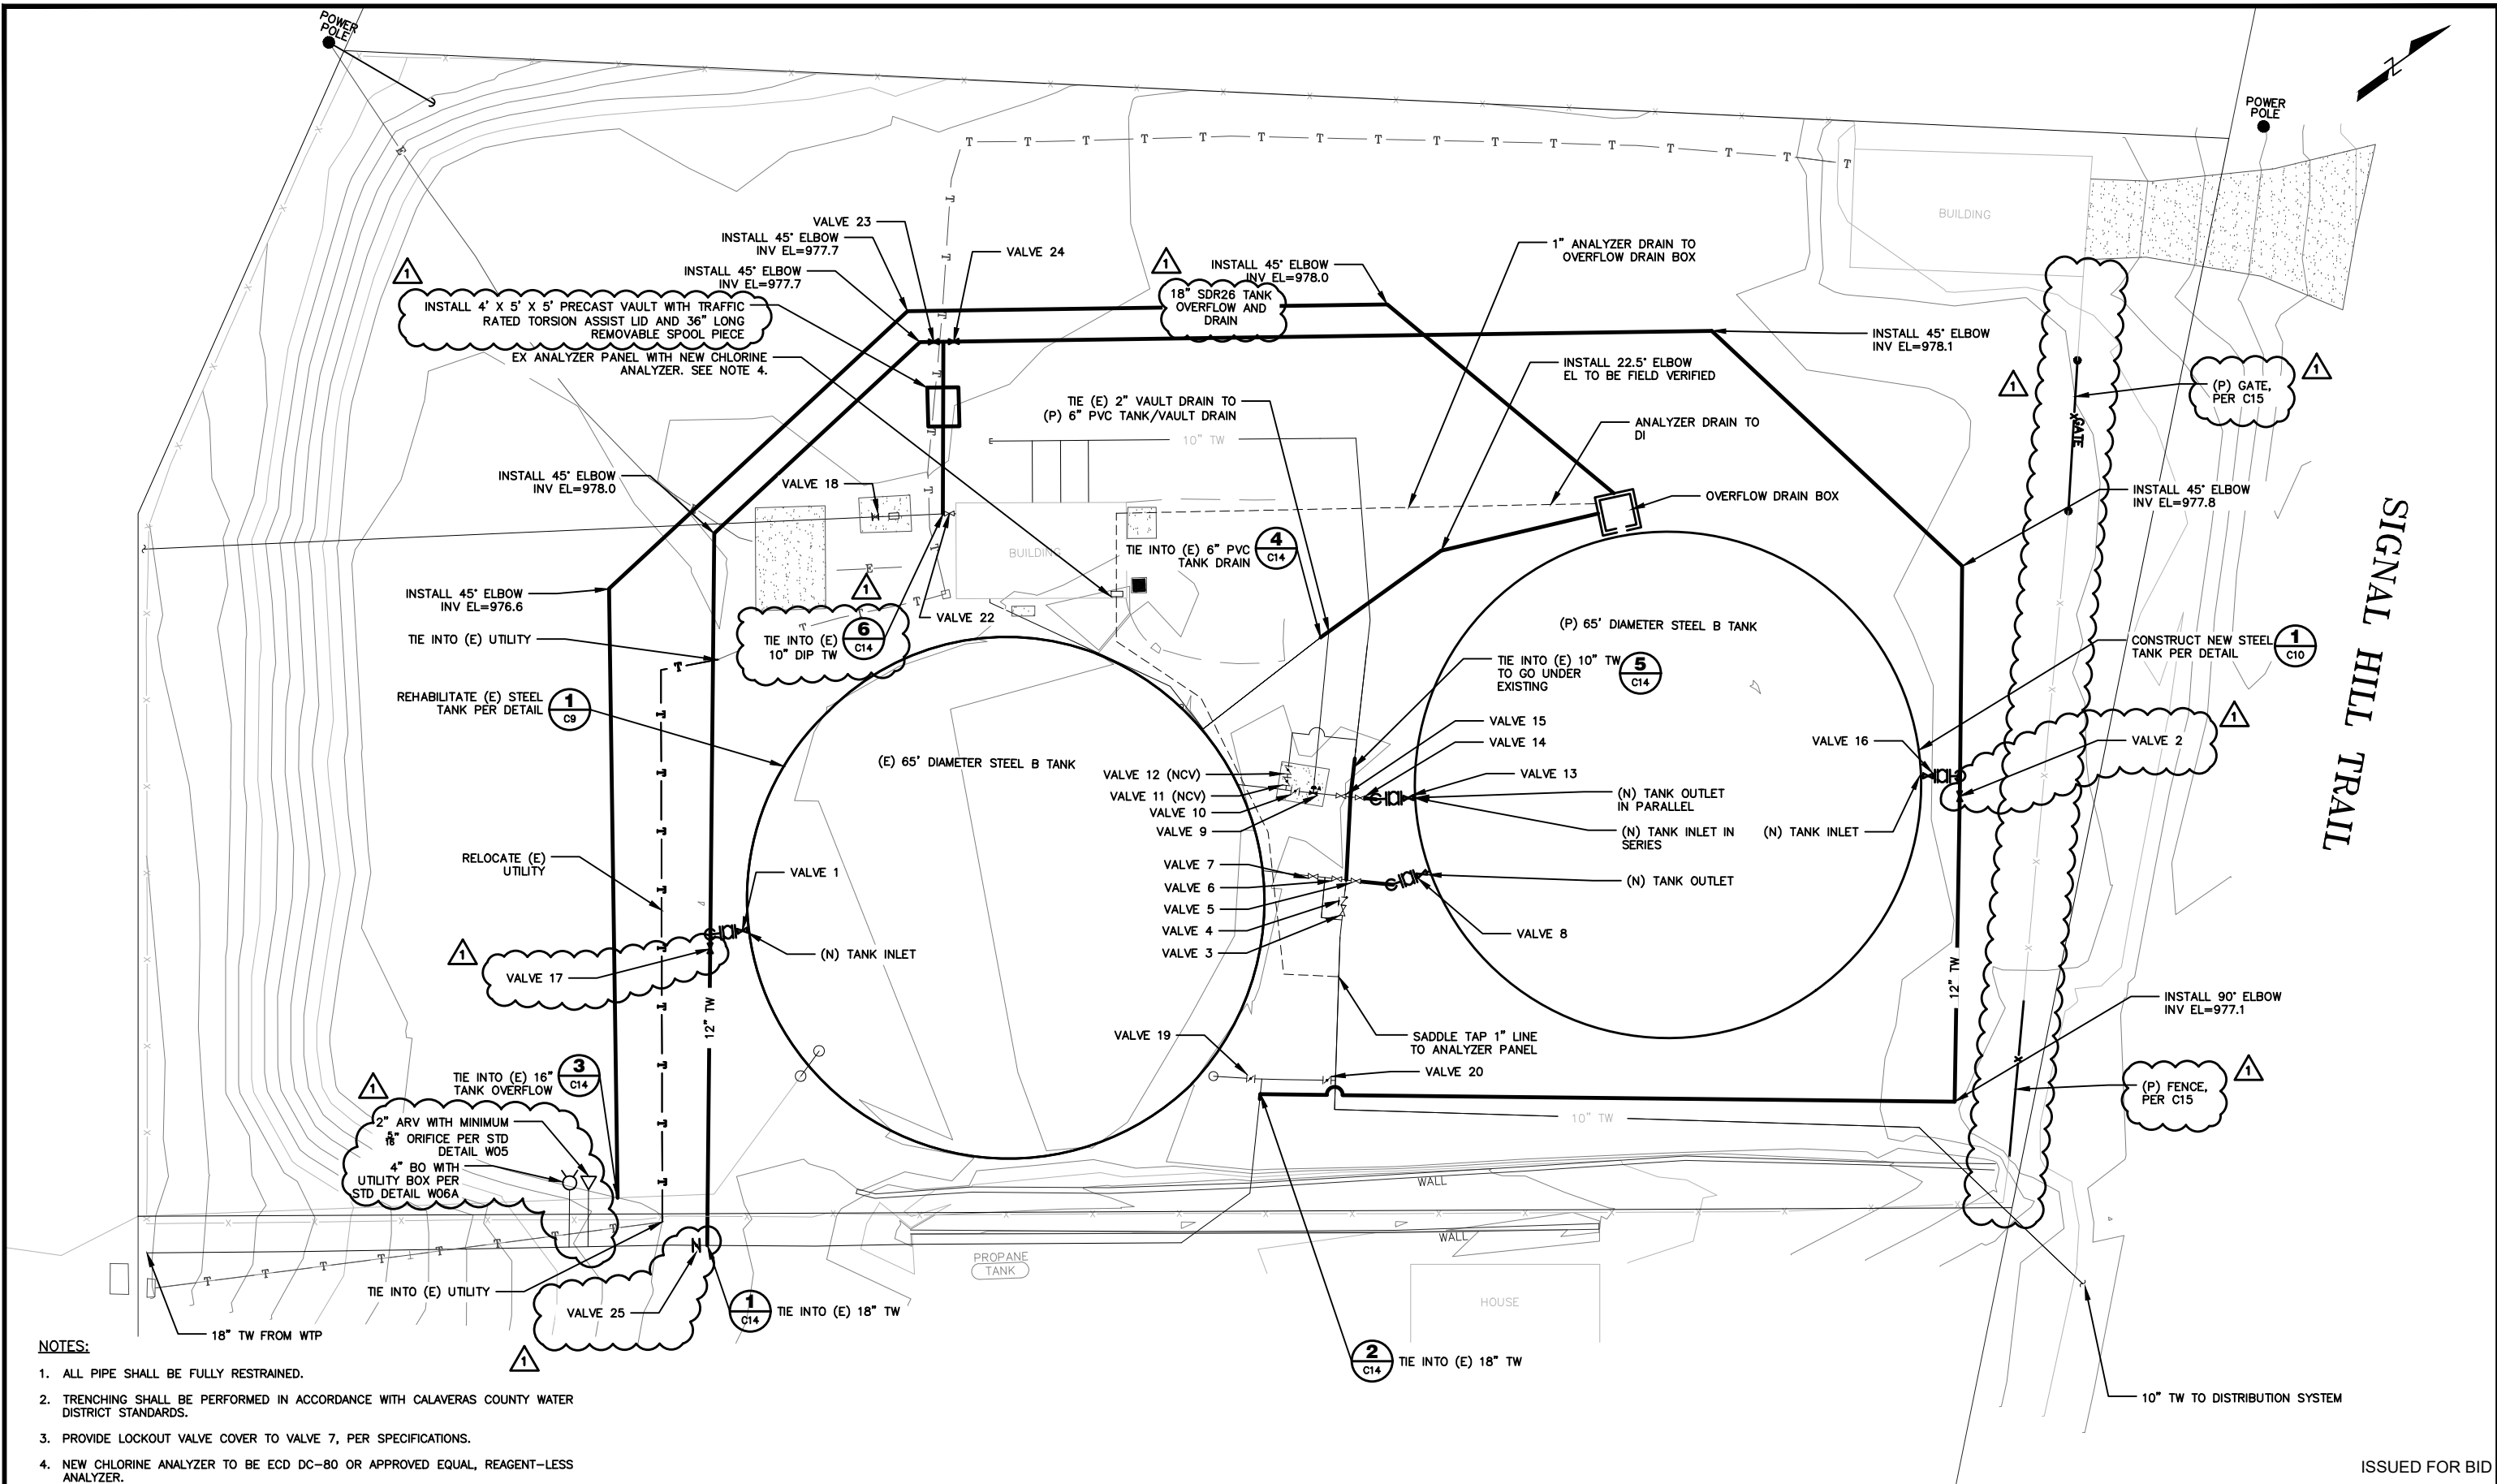 POWER
POLE
POWER
POLE
Z
T T T T T T T T T T T T T T T T
BUILDING
VALVE 23
INSTALL 45° ELBOW
INV EL=977.7
VALVE 24
INSTALL 45° ELBOW
INV EL=977.7
1
INSTALL 4' X 5' X 5' PRECAST VAULT WITH TRAFFIC
RATED TORSION ASSIST LID AND 36" LONG
REMOVABLE SPOOL PIECE
EX ANALYZER PANEL WITH NEW CHLORINE
ANALYZER. SEE NOTE 4.
1
INSTALL 45° ELBOW
INV EL=978.0
18" SDR26 TANK
OVERFLOW AND
DRAIN
1" ANALYZER DRAIN TO
OVERFLOW DRAIN BOX
INSTALL 45° ELBOW
INV EL=978.1
INSTALL 22.5° ELBOW
EL TO BE FIELD VERIFIED
TIE (E) 2" VAULT DRAIN TO
(P) 6" PVC TANK/VAULT DRAIN
10" TW
ANALYZER DRAIN TO
DI
1
1
(P) GATE,
PER C15
GATE
INSTALL 45° ELBOW
INV EL=978.0
VALVE 18
OVERFLOW DRAIN BOX
INSTALL 45° ELBOW
INV EL=977.8
SIGNAL HILL TRAIL
BUILDING
TIE INTO (E) 6" PVC
TANK DRAIN
4
C14
INSTALL 45° ELBOW
INV EL=976.6
1
VALVE 22
TIE INTO (E) UTILITY
TIE INTO (E)
10" DIP TW
6
C14
(P) 65' DIAMETER STEEL B TANK
CONSTRUCT NEW STEEL
TANK PER DETAIL
1
C10
TIE INTO (E) 10" TW
TO GO UNDER
EXISTING
5
C14
REHABILITATE (E) STEEL
TANK PER DETAIL
1
C9
VALVE 15
VALVE 14
VALVE 16
VALVE 2
1
(E) 65' DIAMETER STEEL B TANK
VALVE 12 (NCV)
VALVE 13
VALVE 11 (NCV)
VALVE 10
(N) TANK OUTLET
IN PARALLEL
VALVE 9
(N) TANK INLET IN
SERIES
(N) TANK INLET
RELOCATE (E)
UTILITY
VALVE 1
VALVE 7
VALVE 6
(N) TANK OUTLET
VALVE 5
VALVE 4
VALVE 8
VALVE 3
(N) TANK INLET
1
VALVE 17
12" TW
12" TW
INSTALL 90° ELBOW
INV EL=977.1
VALVE 19
SADDLE TAP 1" LINE
TO ANALYZER PANEL
VALVE 20
TIE INTO (E) 16"
TANK OVERFLOW
3
C14
1
(P) FENCE,
PER C15
1
2" ARV WITH MINIMUM
5/16" ORIFICE PER STD
DETAIL W05
4" BO WITH
UTILITY BOX PER
STD DETAIL W06A
10" TW
WALL
WALL
PROPANE
TANK
HOUSE
TIE INTO (E) UTILITY
VALVE 25
1
1
C14
TIE INTO (E) 18" TW
18" TW FROM WTP
2
C14
TIE INTO (E) 18" TW
10" TW TO DISTRIBUTION SYSTEM
NOTES:
1. ALL PIPE SHALL BE FULLY RESTRAINED.
2. TRENCHING SHALL BE PERFORMED IN ACCORDANCE WITH CALAVERAS COUNTY WATER
DISTRICT STANDARDS.
3. PROVIDE LOCKOUT VALVE COVER TO VALVE 7, PER SPECIFICATIONS.
4. NEW CHLORINE ANALYZER TO BE ECD DC-80 OR APPROVED EQUAL, REAGENT-LESS
ANALYZER.
ISSUED FOR BID